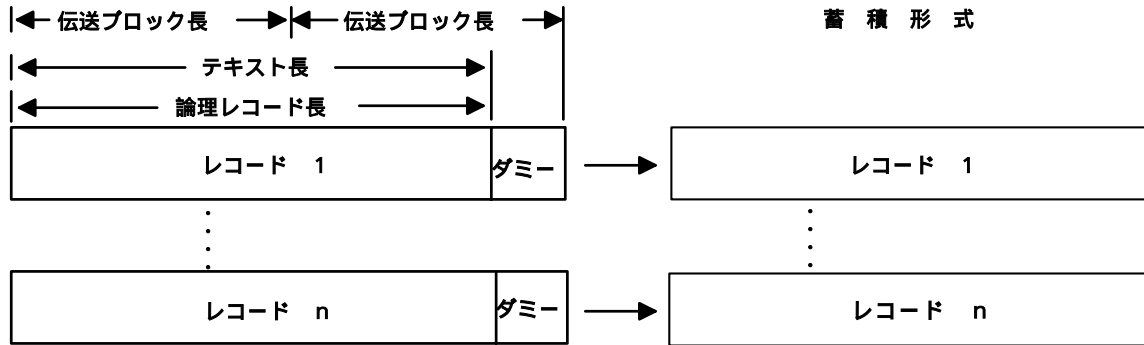 伝送ブロック長 伝送ブロック長 蓄 積 形 式
テキスト長
論理レコード長
レコード 1 ダミー レコード 1
レコード n ダミー レコード n